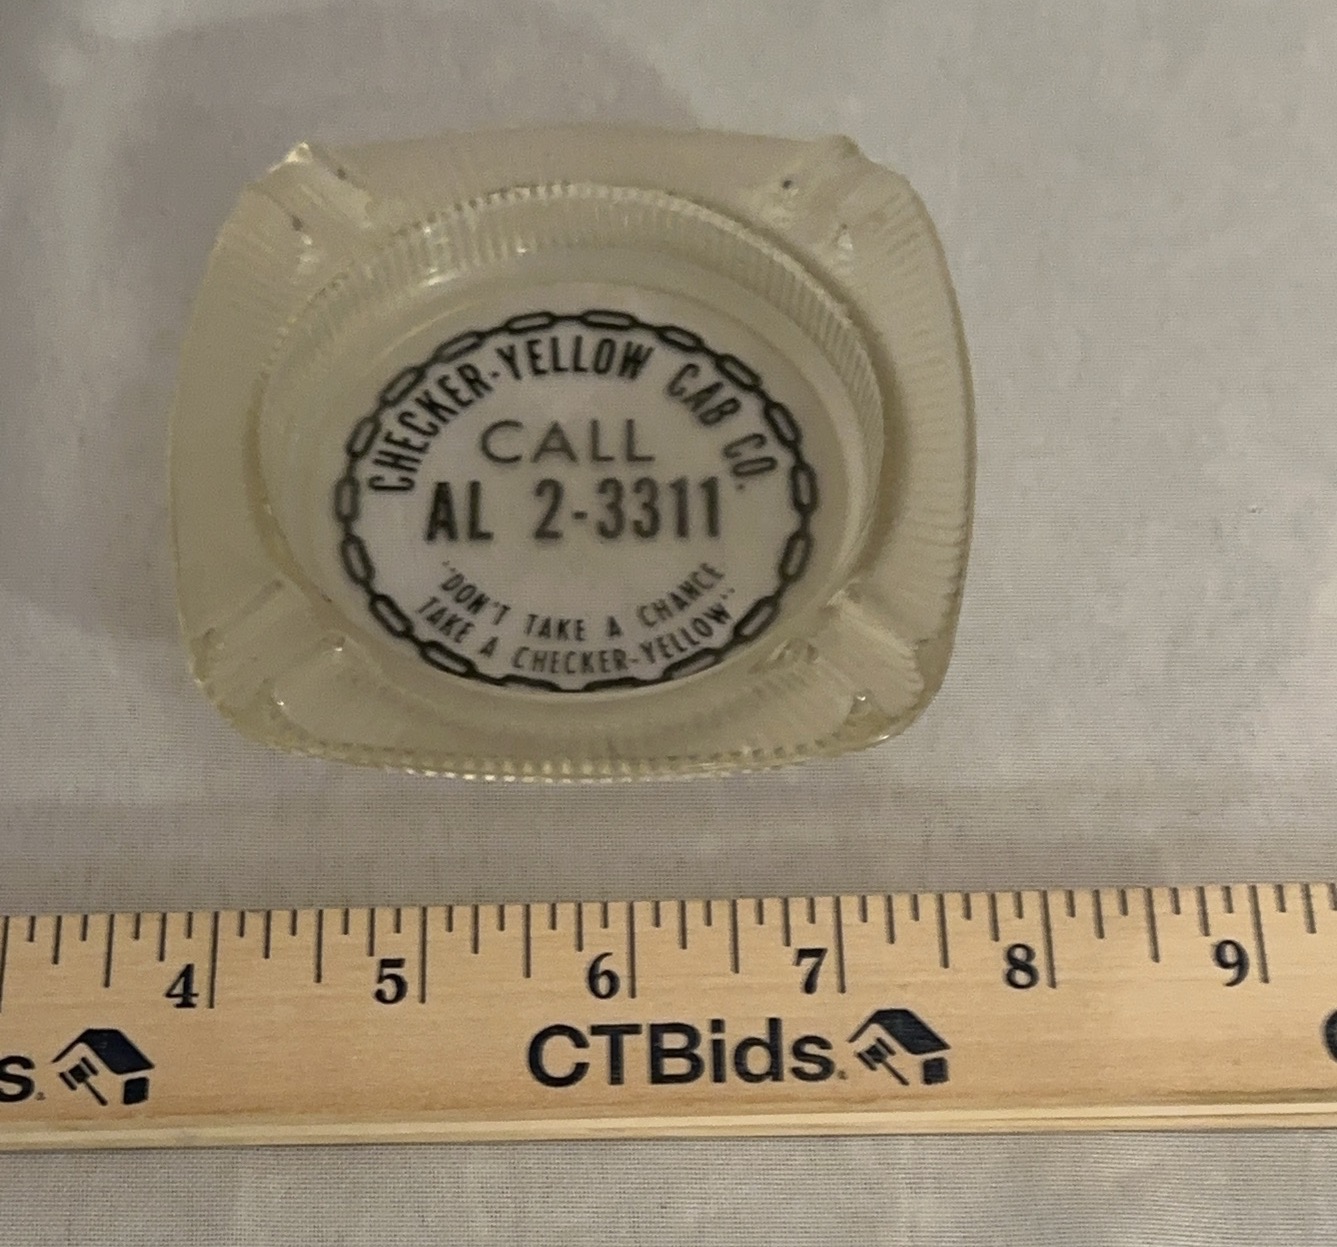 CHECKER-YELLOW CAB CO.
CALL
AL 2-3311
"DON'T TAKE A CHANCE
TAKE A CHECKER-YELLOW"
4 5 6 7 8 9
s. CTBids.